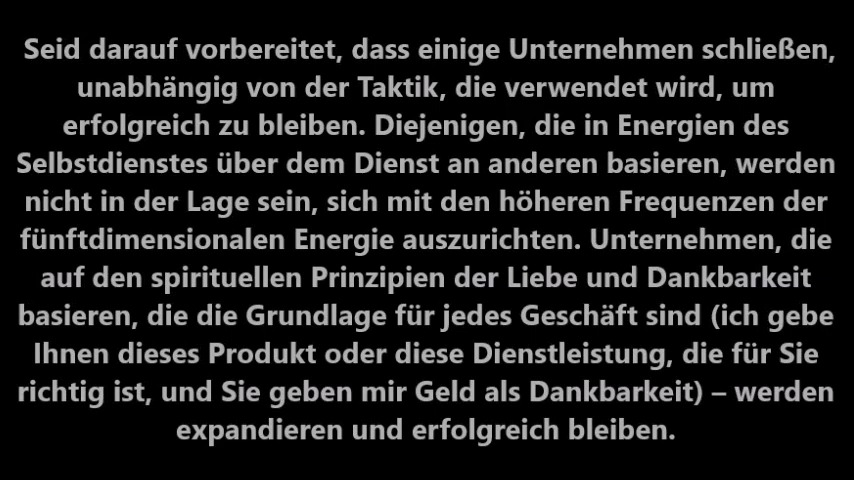 Seid darauf vorbereitet, dass einige Unternehmen schließen,
unabhängig von der Taktik, die verwendet wird, um
erfolgreich zu bleiben. Diejenigen, die in Energien des
Selbstdienstes über dem Dienst an anderen basieren, werden
nicht in der Lage sein, sich mit den höheren Frequenzen der
fünftdimensionalen Energie auszurichten. Unternehmen, die
auf den spirituellen Prinzipien der Liebe und Dankbarkeit
basieren, die die Grundlage für jedes Geschäft sind (ich gebe
Ihnen dieses Produkt oder diese Dienstleistung, die für Sie
richtig ist, und Sie geben mir Geld als Dankbarkeit) – werden
expandieren und erfolgreich bleiben.